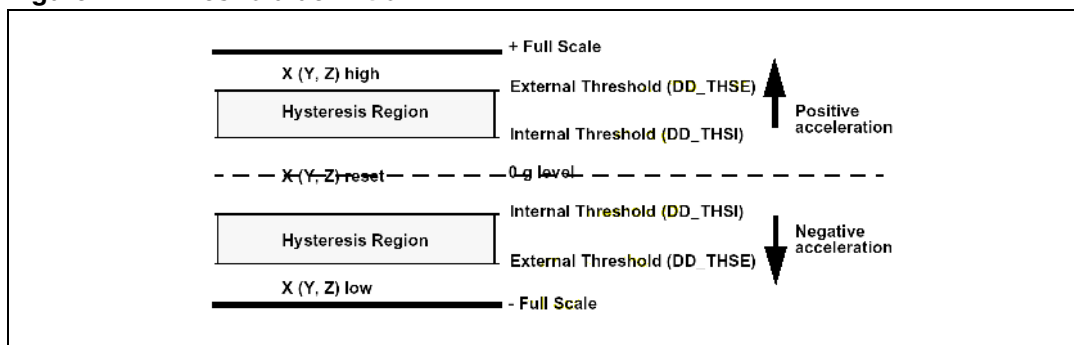 + Full Scale
X (Y, Z) high
External Threshold (DD_THSE)
Hysteresis Region
Positive
acceleration
Internal Threshold (DD_THSI)
X (Y, Z) reset
0 g level
Internal Threshold (DD_THSI)
Hysteresis Region
Negative
acceleration
External Threshold (DD_THSE)
X (Y, Z) low
- Full Scale